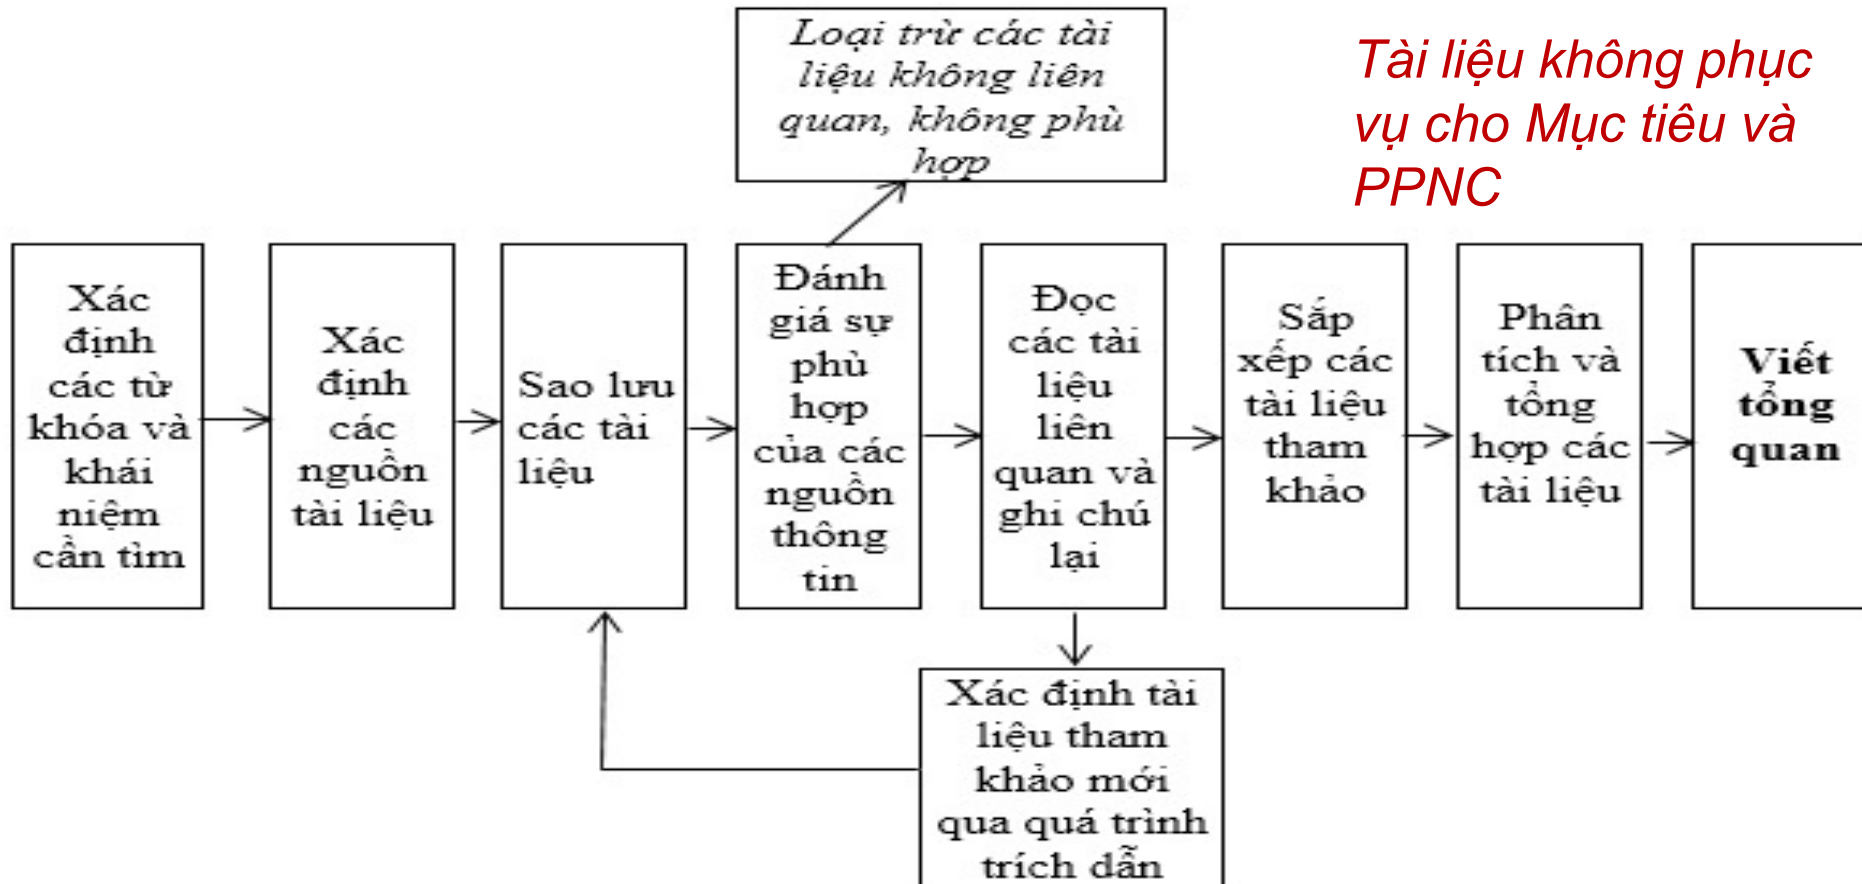 Loại trừ các tài
liệu không liên
quan, không phù
hợp
Tài liệu không phục
vụ cho Mục tiêu và
PPNC
Xác
định
các từ
khóa và
khái
niệm
cần tìm
Xác
định
các
nguồn
tài liệu
Sao lưu
các tài
liệu
Đánh
giá sự
phù
hợp
của các
nguồn
thông
tin
Đọc
các tài
liệu
liên
quan và
ghi chú
lại
Sắp
xếp các
tài liệu
tham
khảo
Phân
tích và
tổng
hợp các
tài liệu
Viết
tổng
quan
Xác định tài
liệu tham
khảo mới
qua quá trình
trích dẫn